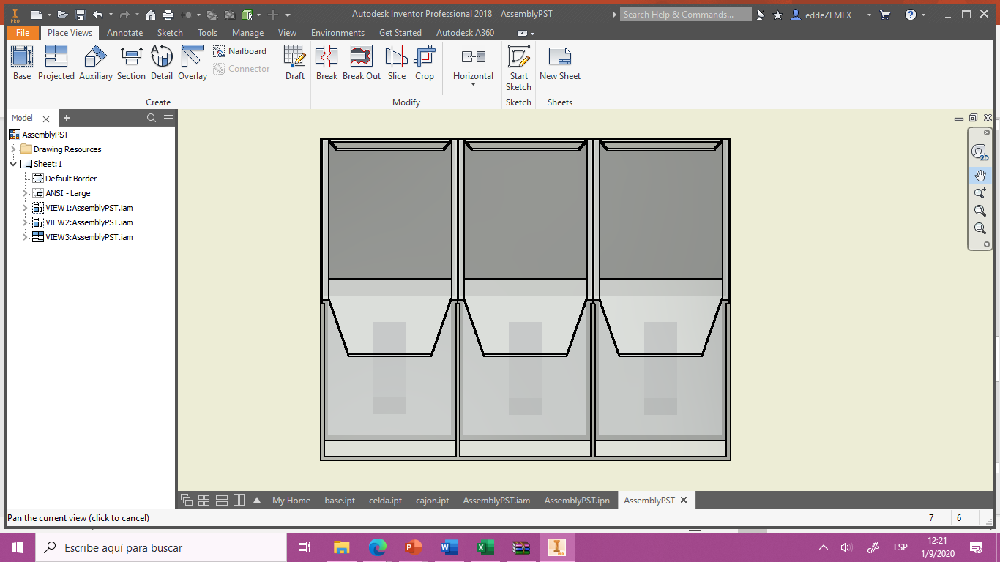 PRO
Autodesk Inventor Professional 2018 AssemblyPST
Search Help & Commands...
eddeZFMLX
File Place Views Annotate Sketch Tools Manage View Environments Get Started Autodesk A360
Base
Projected
Auxiliary
Section
Detail
Overlay
Nailboard
Connector
Draft
Break
Break Out
Slice
Crop
Horizontal
Start
Sketch
New Sheet
Create
Modify
Sketch
Sheets
Model
AssemblyPST
Drawing Resources
Sheet:1
Default Border
ANSI - Large
VIEW1:AssemblyPST.iam
VIEW2:AssemblyPST.iam
VIEW3:AssemblyPST.iam
2D
My Home base.ipt celda.ipt cajon.ipt AssemblyPST.iam AssemblyPST.ipn AssemblyPST
Pan the current view (click to cancel)
7 6
Escribe aquí para buscar
ESP
12:21
1/9/2020